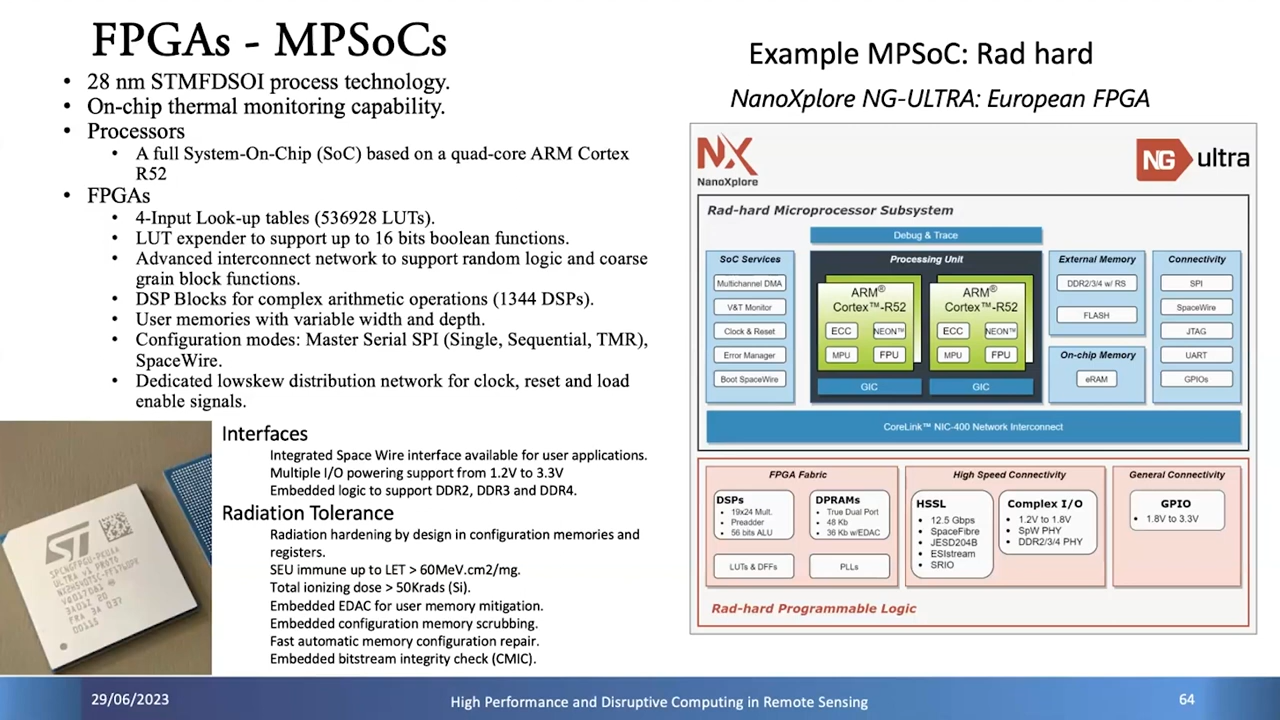 FPGAs - MPSoCs
• 28 nm STMFDSOI process technology.
• On-chip thermal monitoring capability.
• Processors
• A full System-On-Chip (SoC) based on a quad-core ARM Cortex
R52
• FPGAs
• 4-Input Look-up tables (536928 LUTs).
• LUT expender to support up to 16 bits boolean functions.
• Advanced interconnect network to support random logic and coarse
grain block functions.
• DSP Blocks for complex arithmetic operations (1344 DSPs).
• User memories with variable width and depth.
• Configuration modes: Master Serial SPI (Single, Sequential, TMR),
SpaceWire.
• Dedicated lowskew distribution network for clock, reset and load
enable signals.
Interfaces
Integrated Space Wire interface available for user applications.
Multiple I/O powering support from 1.2V to 3.3V
Embedded logic to support DDR2, DDR3 and DDR4.
Radiation Tolerance
Radiation hardening by design in configuration memories and
registers.
SEU immune up to LET > 60MeV.cm2/mg.
Total ionizing dose > 50Krads (Si).
Embedded EDAC for user memory mitigation.
Embedded configuration memory scrubbing.
Fast automatic memory configuration repair.
Embedded bitstream integrity check (CMIC).
ST
ULTRA
PROTO
Example MPSoC: Rad hard
NanoXplore NG-ULTRA: European FPGA
NX
NanoXplore
NG ultra
Rad-hard Microprocessor Subsystem
Debug & Trace
SoC Services
Multichannel DMA
V&T Monitor
Clock & Reset
Error Manager
Boot SpaceWire
Processing Unit
ARM®
Cortex™-R52
ECC
NEON™
MPU
FPU
GIC
ARM®
Cortex™-R52
ECC
NEON™
MPU
FPU
GIC
External Memory
DDR2/3/4 w/ RS
FLASH
On-chip Memory
eRAM
Connectivity
SPI
SpaceWire
JTAG
UART
GPIOs
CoreLink™ NIC-400 Network Interconnect
FPGA Fabric
DSPs
• 19x24 Mult.
• Preadder
• 56 bits ALU
DPRAMs
• True Dual Port
• 48 Kb
• 36 Kb w/EDAC
LUTs & DFFs
PLLs
High Speed Connectivity
HSSL
• 12.5 Gbps
• SpaceFibre
• JESD204B
• ESIstream
• SRIO
Complex I/O
• 1.2V to 1.8V
• SpW PHY
• DDR2/3/4 PHY
General Connectivity
GPIO
• 1.8V to 3.3V
Rad-hard Programmable Logic
29/06/2023
High Performance and Disruptive Computing in Remote Sensing
64